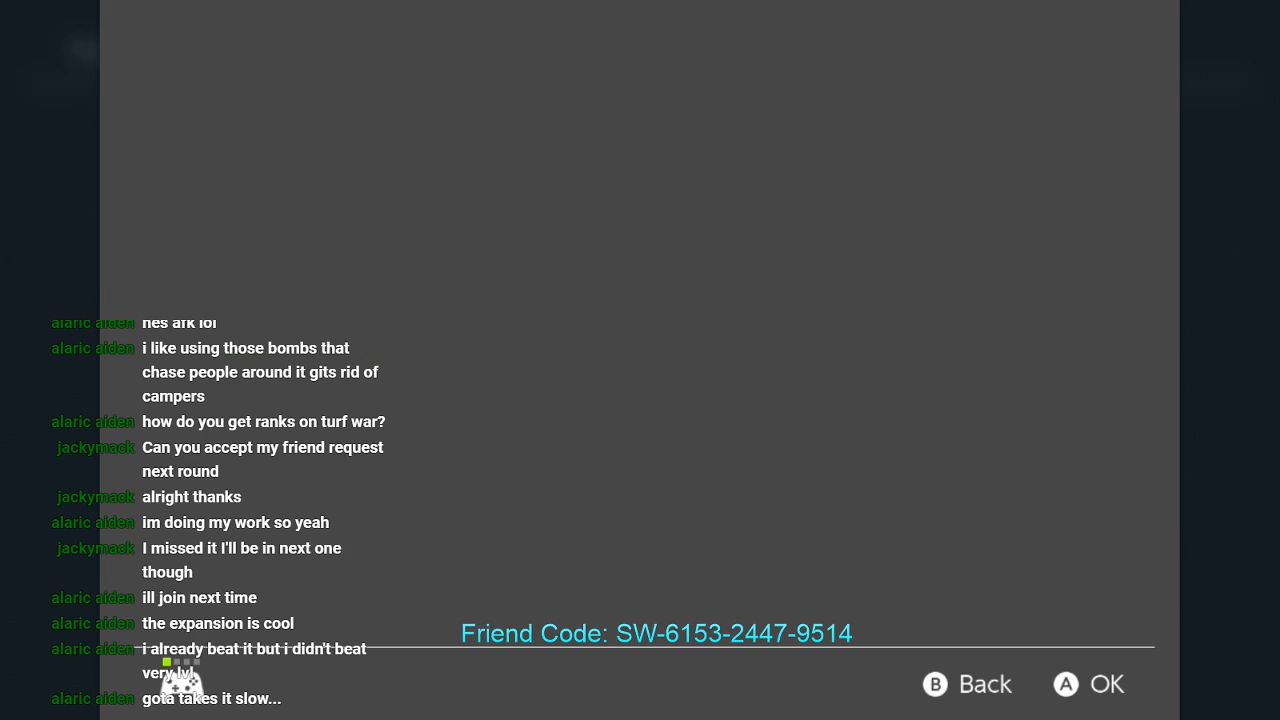 alaric aiden hes afk lol
alaric aiden i like using those bombs that
chase people around it gits rid of
campers
alaric aiden how do you get ranks on turf war?
jackymack Can you accept my friend request
next round
jackymack alright thanks
alaric aiden im doing my work so yeah
jackymack I missed it I'll be in next one
though
alaric aiden ill join next time
alaric aiden the expansion is cool
Friend Code: SW-6153-2447-9514
alaric aiden i already beat it but i didn't beat
very lvl
alaric aiden gota takes it slow...
B Back A OK